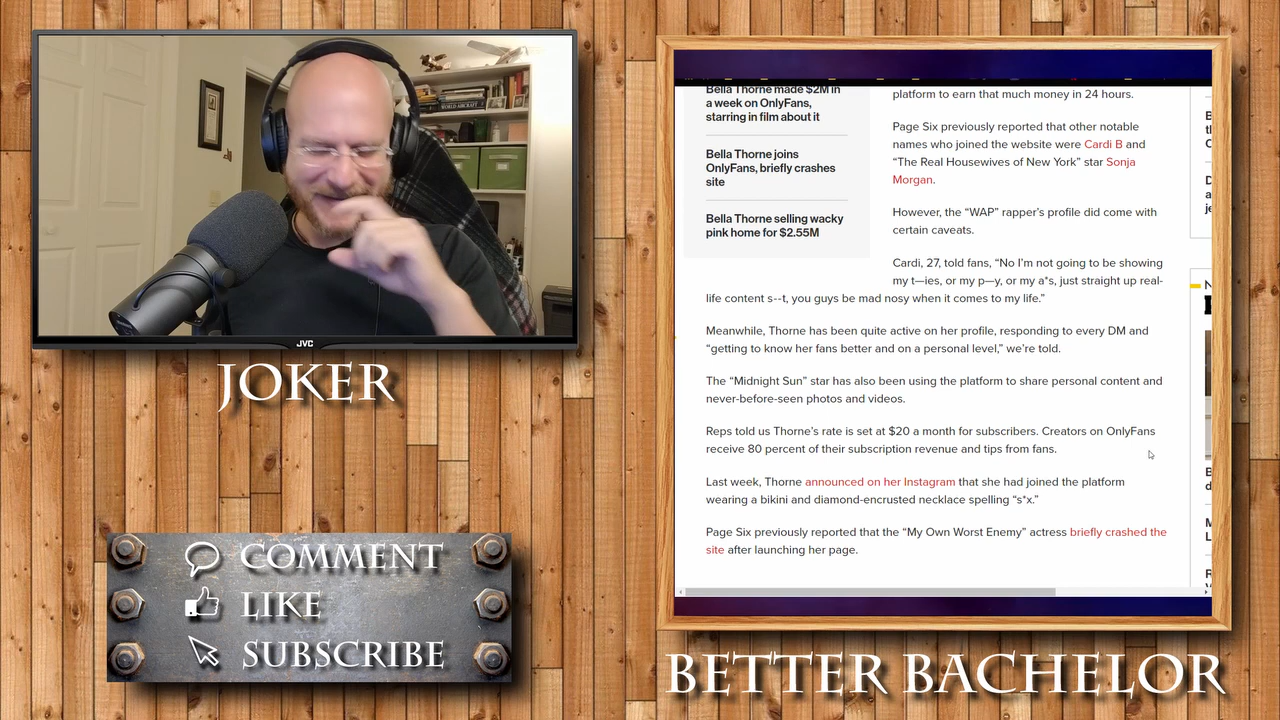 WORLD AIRCRAFT
JVC
JOKER
COMMENT
LIKE
SUBSCRIBE
Bella Thorne made $2M in
a week on OnlyFans,
starring in film about it
Bella Thorne joins
OnlyFans, briefly crashes
site
Bella Thorne selling wacky
pink home for $2.55M
platform to earn that much money in 24 hours.
Page Six previously reported that other notable
names who joined the website were Cardi B and
“The Real Housewives of New York” star Sonja
Morgan.
However, the “WAP” rapper’s profile did come with
certain caveats.
Cardi, 27, told fans, “No I’m not going to be showing
my t—ies, or my p—y, or my a*s, just straight up real-
life content s--t, you guys be mad nosy when it comes to my life.”
Meanwhile, Thorne has been quite active on her profile, responding to every DM and
“getting to know her fans better and on a personal level,” we’re told.
The “Midnight Sun” star has also been using the platform to share personal content and
never-before-seen photos and videos.
Reps told us Thorne’s rate is set at $20 a month for subscribers. Creators on OnlyFans
receive 80 percent of their subscription revenue and tips from fans.
Last week, Thorne announced on her Instagram that she had joined the platform
wearing a bikini and diamond-encrusted necklace spelling “s*x.”
Page Six previously reported that the “My Own Worst Enemy” actress briefly crashed the
site after launching her page.
BETTER BACHELOR